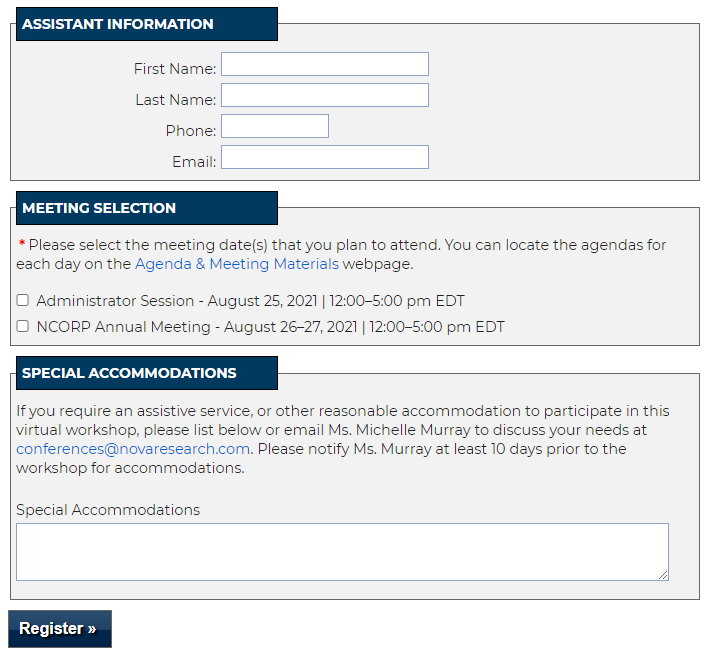 ASSISTANT INFORMATION
First Name:
Last Name:
Phone:
Email:
MEETING SELECTION
* Please select the meeting date(s) that you plan to attend. You can locate the agendas for
each day on the Agenda & Meeting Materials webpage.
Administrator Session - August 25, 2021 | 12:00–5:00 pm EDT
NCORP Annual Meeting - August 26–27, 2021 | 12:00–5:00 pm EDT
SPECIAL ACCOMMODATIONS
If you require an assistive service, or other reasonable accommodation to participate in this
virtual workshop, please list below or email Ms. Michelle Murray to discuss your needs at
conferences@novaresearch.com. Please notify Ms. Murray at least 10 days prior to the
workshop for accommodations.
Special Accommodations
Register »